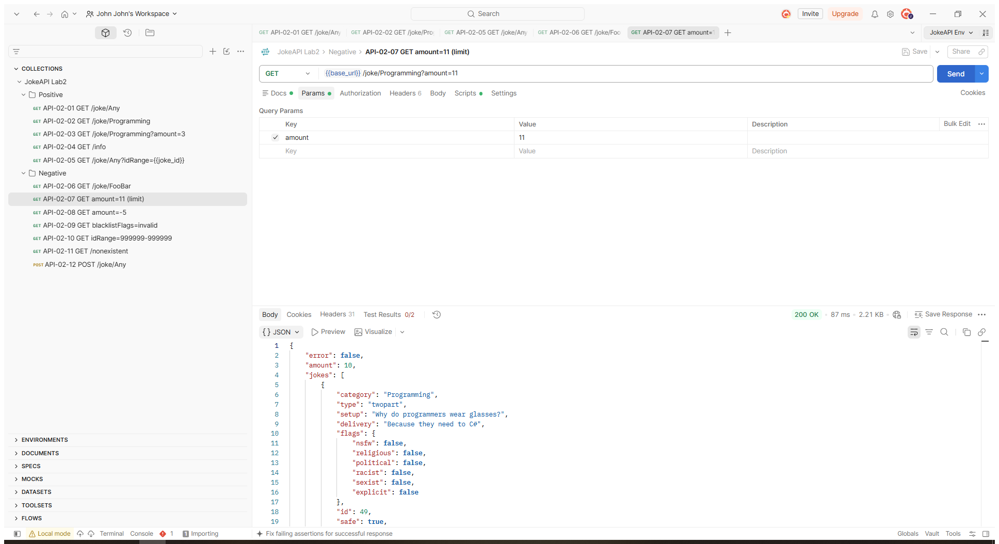 John John's Workspace
Search
Invite
Upgrade
GET API-02-01 GET /joke/Any
GET API-02-02 GET /joke/Pro
GET API-02-05 GET /joke/Any
GET API-02-06 GET /joke/Foo
GET API-02-07 GET amount=
JokeAPI Env
COLLECTIONS
JokeAPI Lab2
Positive
GET API-02-01 GET /joke/Any
GET API-02-02 GET /joke/Programming
GET API-02-03 GET /joke/Programming?amount=3
GET API-02-04 GET /info
GET API-02-05 GET /joke/Any?idRange={{joke_id}}
Negative
GET API-02-06 GET /joke/FooBar
GET API-02-07 GET amount=11 (limit)
GET API-02-08 GET amount=-5
GET API-02-09 GET blacklistFlags=invalid
GET API-02-10 GET idRange=999999-999999
GET API-02-11 GET /nonexistent
POST API-02-12 POST /joke/Any
ENVIRONMENTS
DOCUMENTS
SPECS
MOCKS
DATASETS
TOOLSETS
FLOWS
HTTP JokeAPI Lab2 > Negative > API-02-07 GET amount=11 (limit)
Save
Share
GET {{base_url}} /joke/Programming?amount=11
Send
Docs Params Authorization Headers 6 Body Scripts Settings
Cookies
Query Params
Key Value Description Bulk Edit
amount 11
Key Value Description
Body Cookies Headers 31 Test Results 0/2
200 OK 87 ms 2.21 KB e.g. Save Response
{} JSON Preview Visualize
1 {
2 "error": false,
3 "amount": 10,
4 "jokes": [
5 {
6 "category": "Programming",
7 "type": "twopart",
8 "setup": "Why do programmers wear glasses?",
9 "delivery": "Because they need to C#",
10 "flags": {
11 "nsfw": false,
12 "religious": false,
13 "political": false,
14 "racist": false,
15 "sexist": false,
16 "explicit": false
17 },
18 "id": 49,
19 "safe": true,
Local mode Terminal Console 1 1 Importing
Fix failing assertions for successful response
Globals Vault Tools